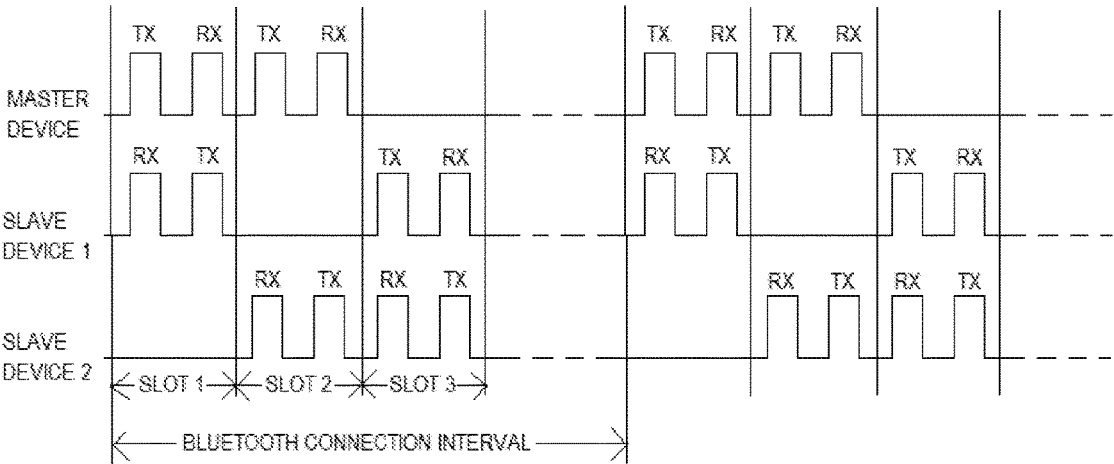 TX RX TX RX TX RX TX RX
MASTER
DEVICE
RX TX TX RX RX TX TX RX
SLAVE
DEVICE 1
RX TX RX TX RX TX RX TX
SLAVE
DEVICE 2
SLOT 1 SLOT 2 SLOT 3
BLUETOOTH CONNECTION INTERVAL